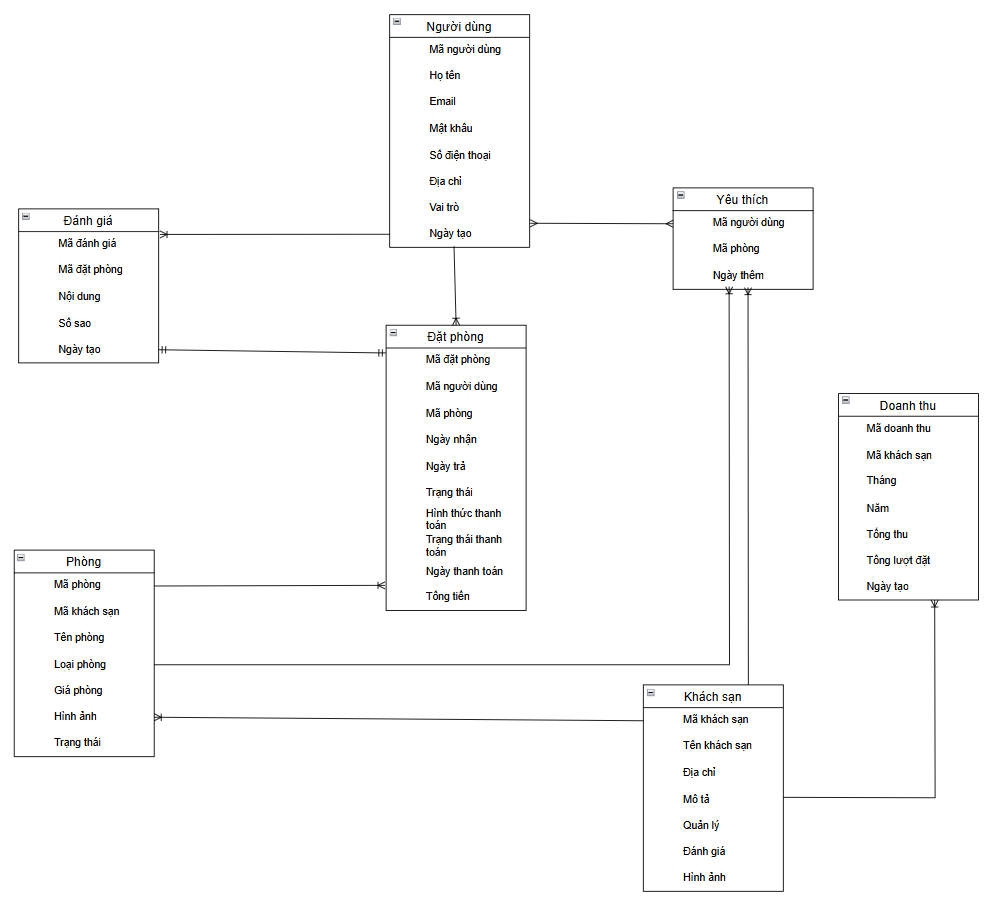 Người dùng
Mã người dùng
Họ tên
Email
Mật khẩu
Số điện thoại
Địa chỉ
Vai trò
Ngày tạo
Yêu thích
Mã người dùng
Mã phòng
Ngày thêm
Đánh giá
Mã đánh giá
Mã đặt phòng
Nội dung
Số sao
Ngày tạo
Đặt phòng
Mã đặt phòng
Mã người dùng
Mã phòng
Ngày nhận
Ngày trả
Trạng thái
Hình thức thanh
toán
Trạng thái thanh
toán
Ngày thanh toán
Tổng tiền
Doanh thu
Mã doanh thu
Mã khách sạn
Tháng
Năm
Tổng thu
Tổng lượt đặt
Ngày tạo
Phòng
Mã phòng
Mã khách sạn
Tên phòng
Loại phòng
Giá phòng
Hình ảnh
Trạng thái
Khách sạn
Mã khách sạn
Tên khách sạn
Địa chỉ
Mô tả
Quản lý
Đánh giá
Hình ảnh